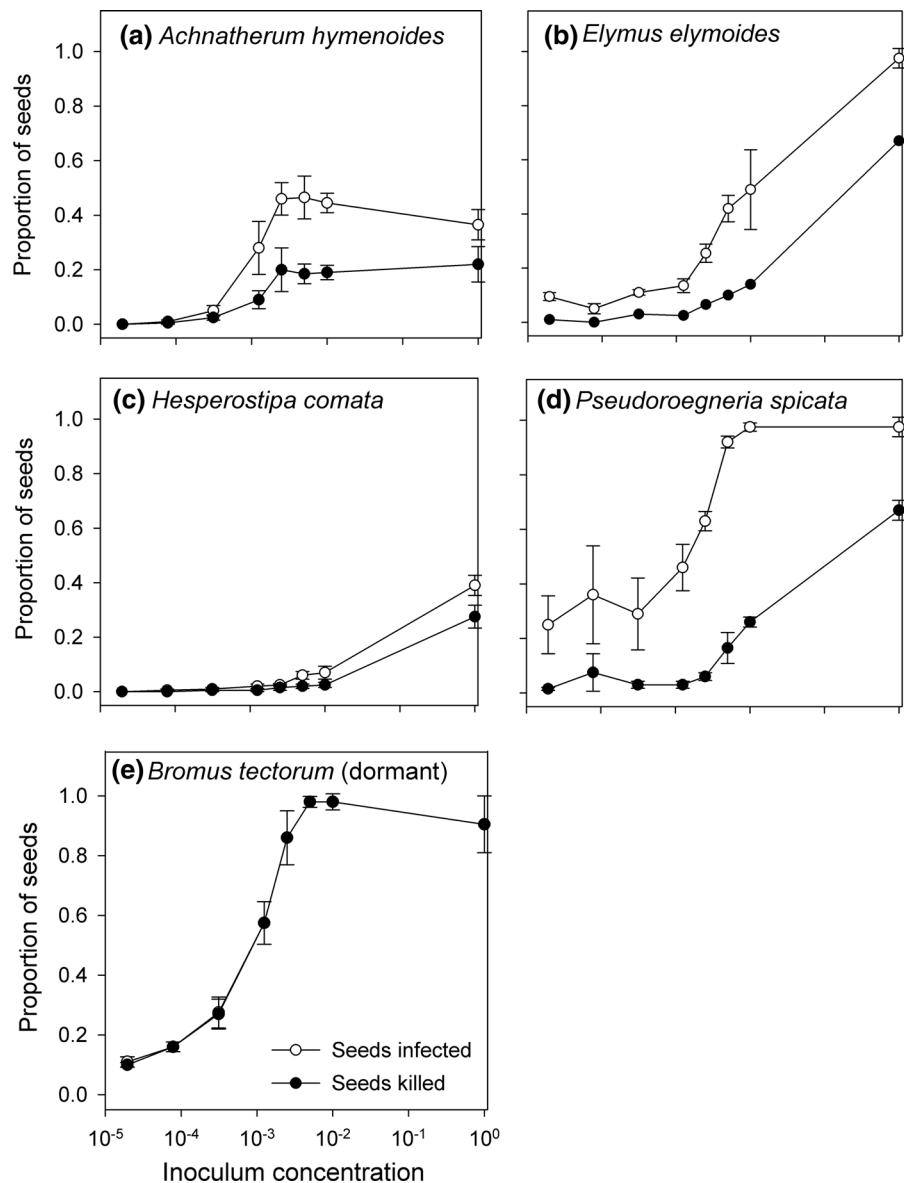 (a) Achnatherum hymenoides
(b) Elymus elymoides
1.0
0.8
0.6
0.4
0.2
0.0
Proportion of seeds
(c) Hesperostipa comata
(d) Pseudoroegneria spicata
1.0
0.8
0.6
0.4
0.2
0.0
Proportion of seeds
(e) Bromus tectorum (dormant)
1.0
0.8
0.6
0.4
0.2
0.0
Proportion of seeds
Seeds infected
Seeds killed
10⁻⁵ 10⁻⁴ 10⁻³ 10⁻² 10⁻¹ 10⁰
Inoculum concentration